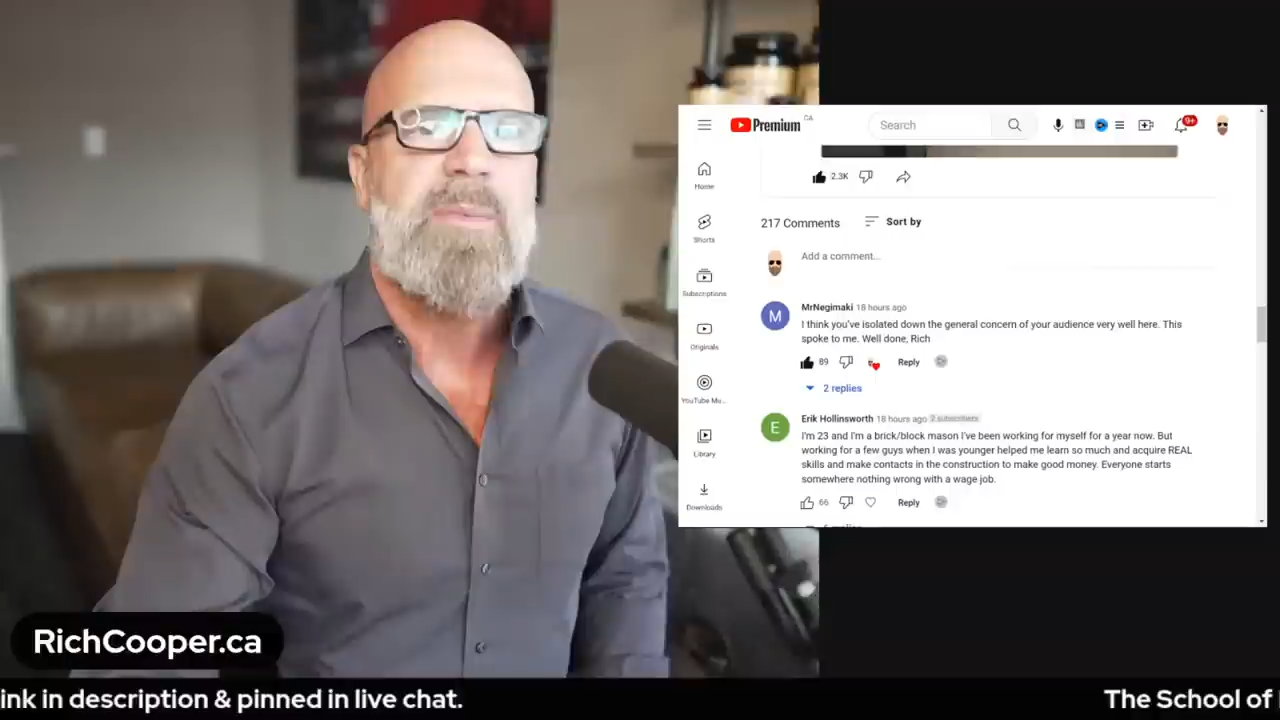 CA
Premium
Search
9+
Home
2.3K
217 Comments
Sort by
Shorts
Add a comment...
Subscriptions
MrNegimaki 18 hours ago
M
I think you've isolated down the general concern of your audience very well here. This
spoke to me. Well done, Rich
Originals
89
Reply
2 replies
YouTube Mu...
Erik Hollinsworth 18 hours ago 2 subscribers
E
I'm 23 and I'm a brick/block mason I've been working for myself for a year now. But
working for a few guys when I was younger helped me learn so much and acquire REAL
skills and make contacts in the construction to make good money. Everyone starts
somewhere nothing wrong with a wage job.
Library
66
Reply
Downloads
RichCooper.ca
ink in description & pinned in live chat.
The School of